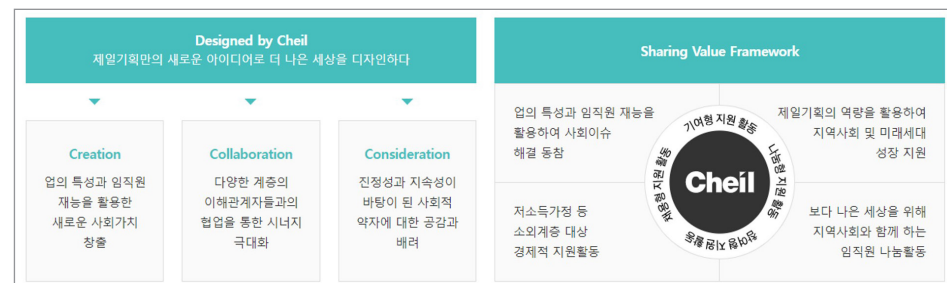 Designed by Cheil
제일기획만의 새로운 아이디어로 더 나은 세상을 디자인하다
Creation
업의 특성과 임직원
재능을 활용한
새로운 사회가치
창출
Collaboration
다양한 계층의
이해관계자들과의
협업을 통한 시너지
극대화
Consideration
진정성과 지속성이
바탕이 된 사회적
약자에 대한 공감과
배려
Sharing Value Framework
업의 특성과 임직원 재능을
활용하여 사회이슈
해결 동참
제일기획의 역량을 활용하여
지역사회 및 미래세대
성장 지원
기여형 지원 활동
나눔형 지원 활동
참여형 지원 활동
재용형 지원 활동
Cheil
저소득가정 등
소외계층 대상
경제적 지원활동
보다 나은 세상을 위해
지역사회와 함께 하는
임직원 나눔활동